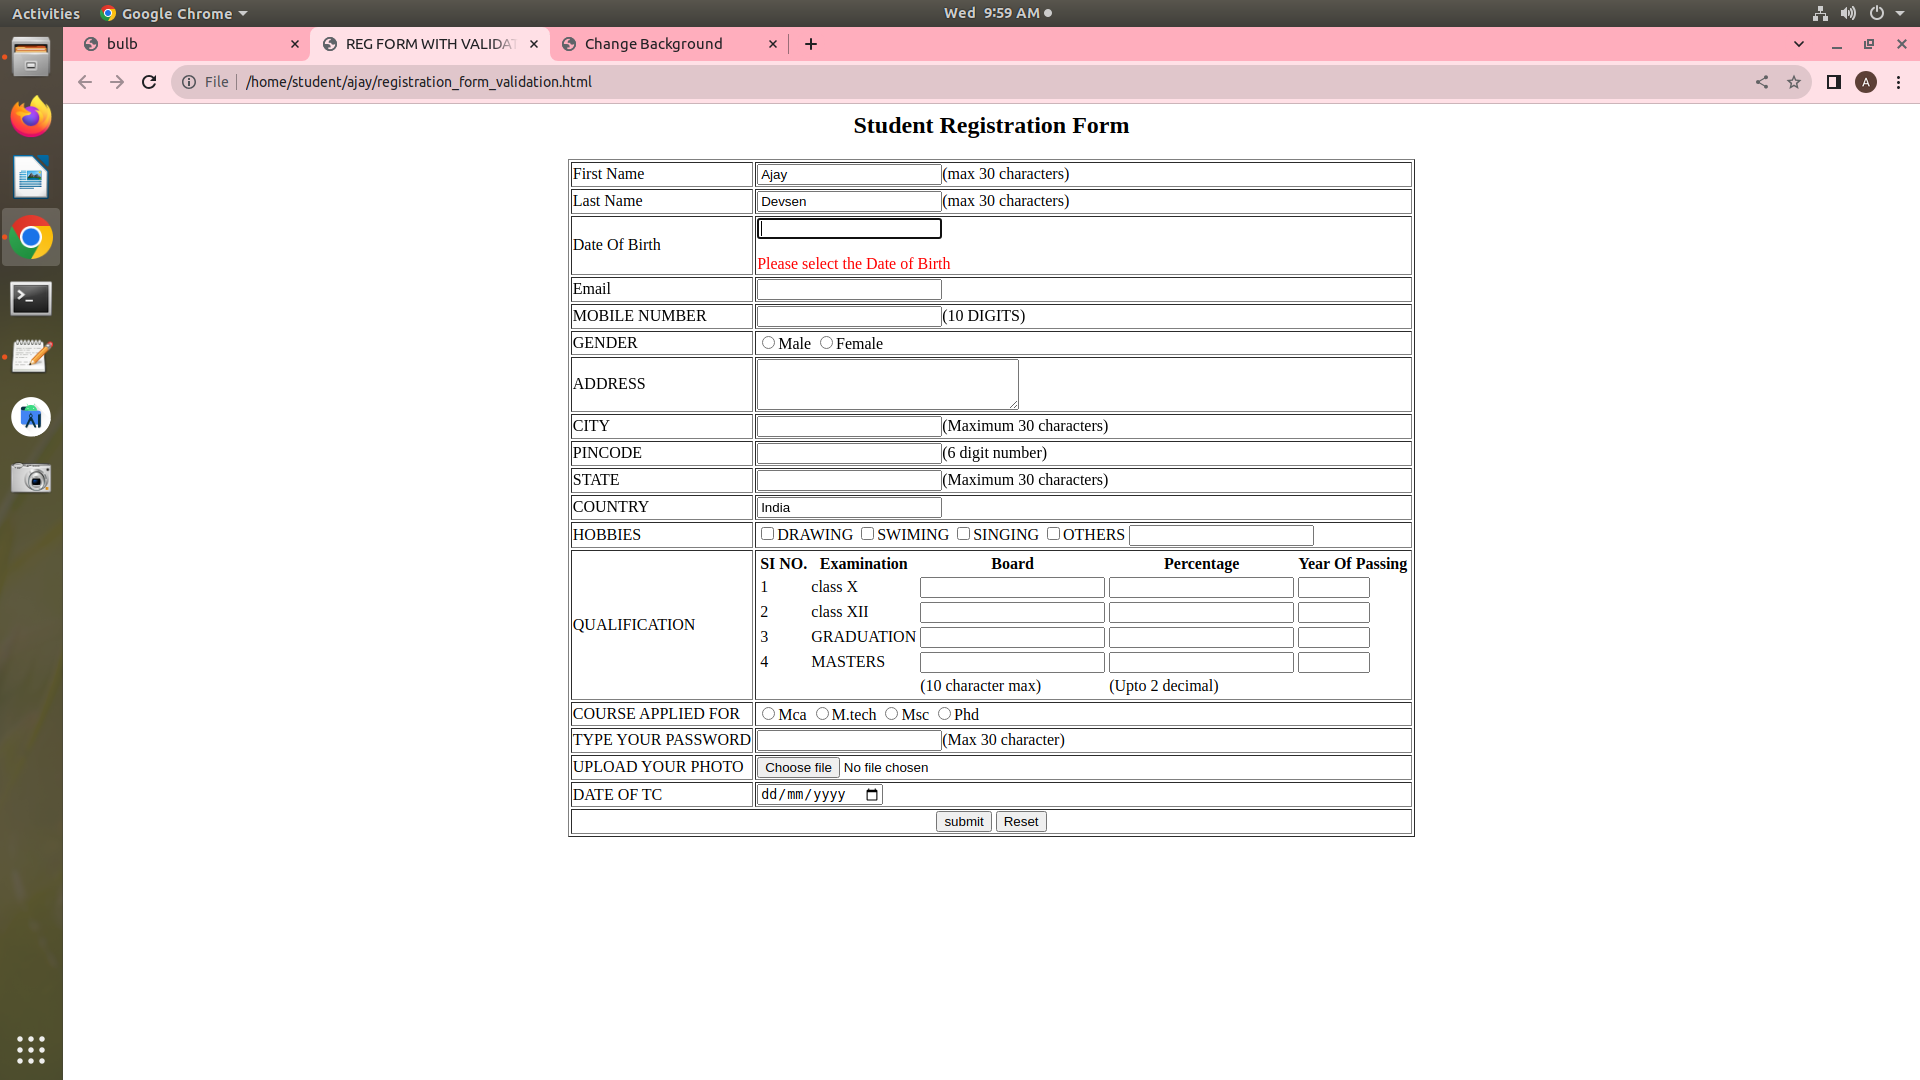 Activities Google Chrome Wed 9:59 AM
bulb REG FORM WITH VALIDAT Change Background
File /home/student/ajay/registration_form_validation.html A
Student Registration Form
First Name Ajay (max 30 characters)
Last Name Devsen (max 30 characters)
Date Of Birth
Please select the Date of Birth
Email
MOBILE NUMBER (10 DIGITS)
GENDER Male Female
ADDRESS
CITY (Maximum 30 characters)
PINCODE (6 digit number)
STATE (Maximum 30 characters)
COUNTRY India
HOBBIES DRAWING SWIMING SINGING OTHERS
QUALIFICATION
SI NO. Examination Board Percentage Year Of Passing
1 class X
2 class XII
3 GRADUATION
4 MASTERS
(10 character max) (Upto 2 decimal)
COURSE APPLIED FOR Mca M.tech Msc Phd
TYPE YOUR PASSWORD (Max 30 character)
UPLOAD YOUR PHOTO Choose file No file chosen
DATE OF TC dd/mm/yyyy
submit Reset